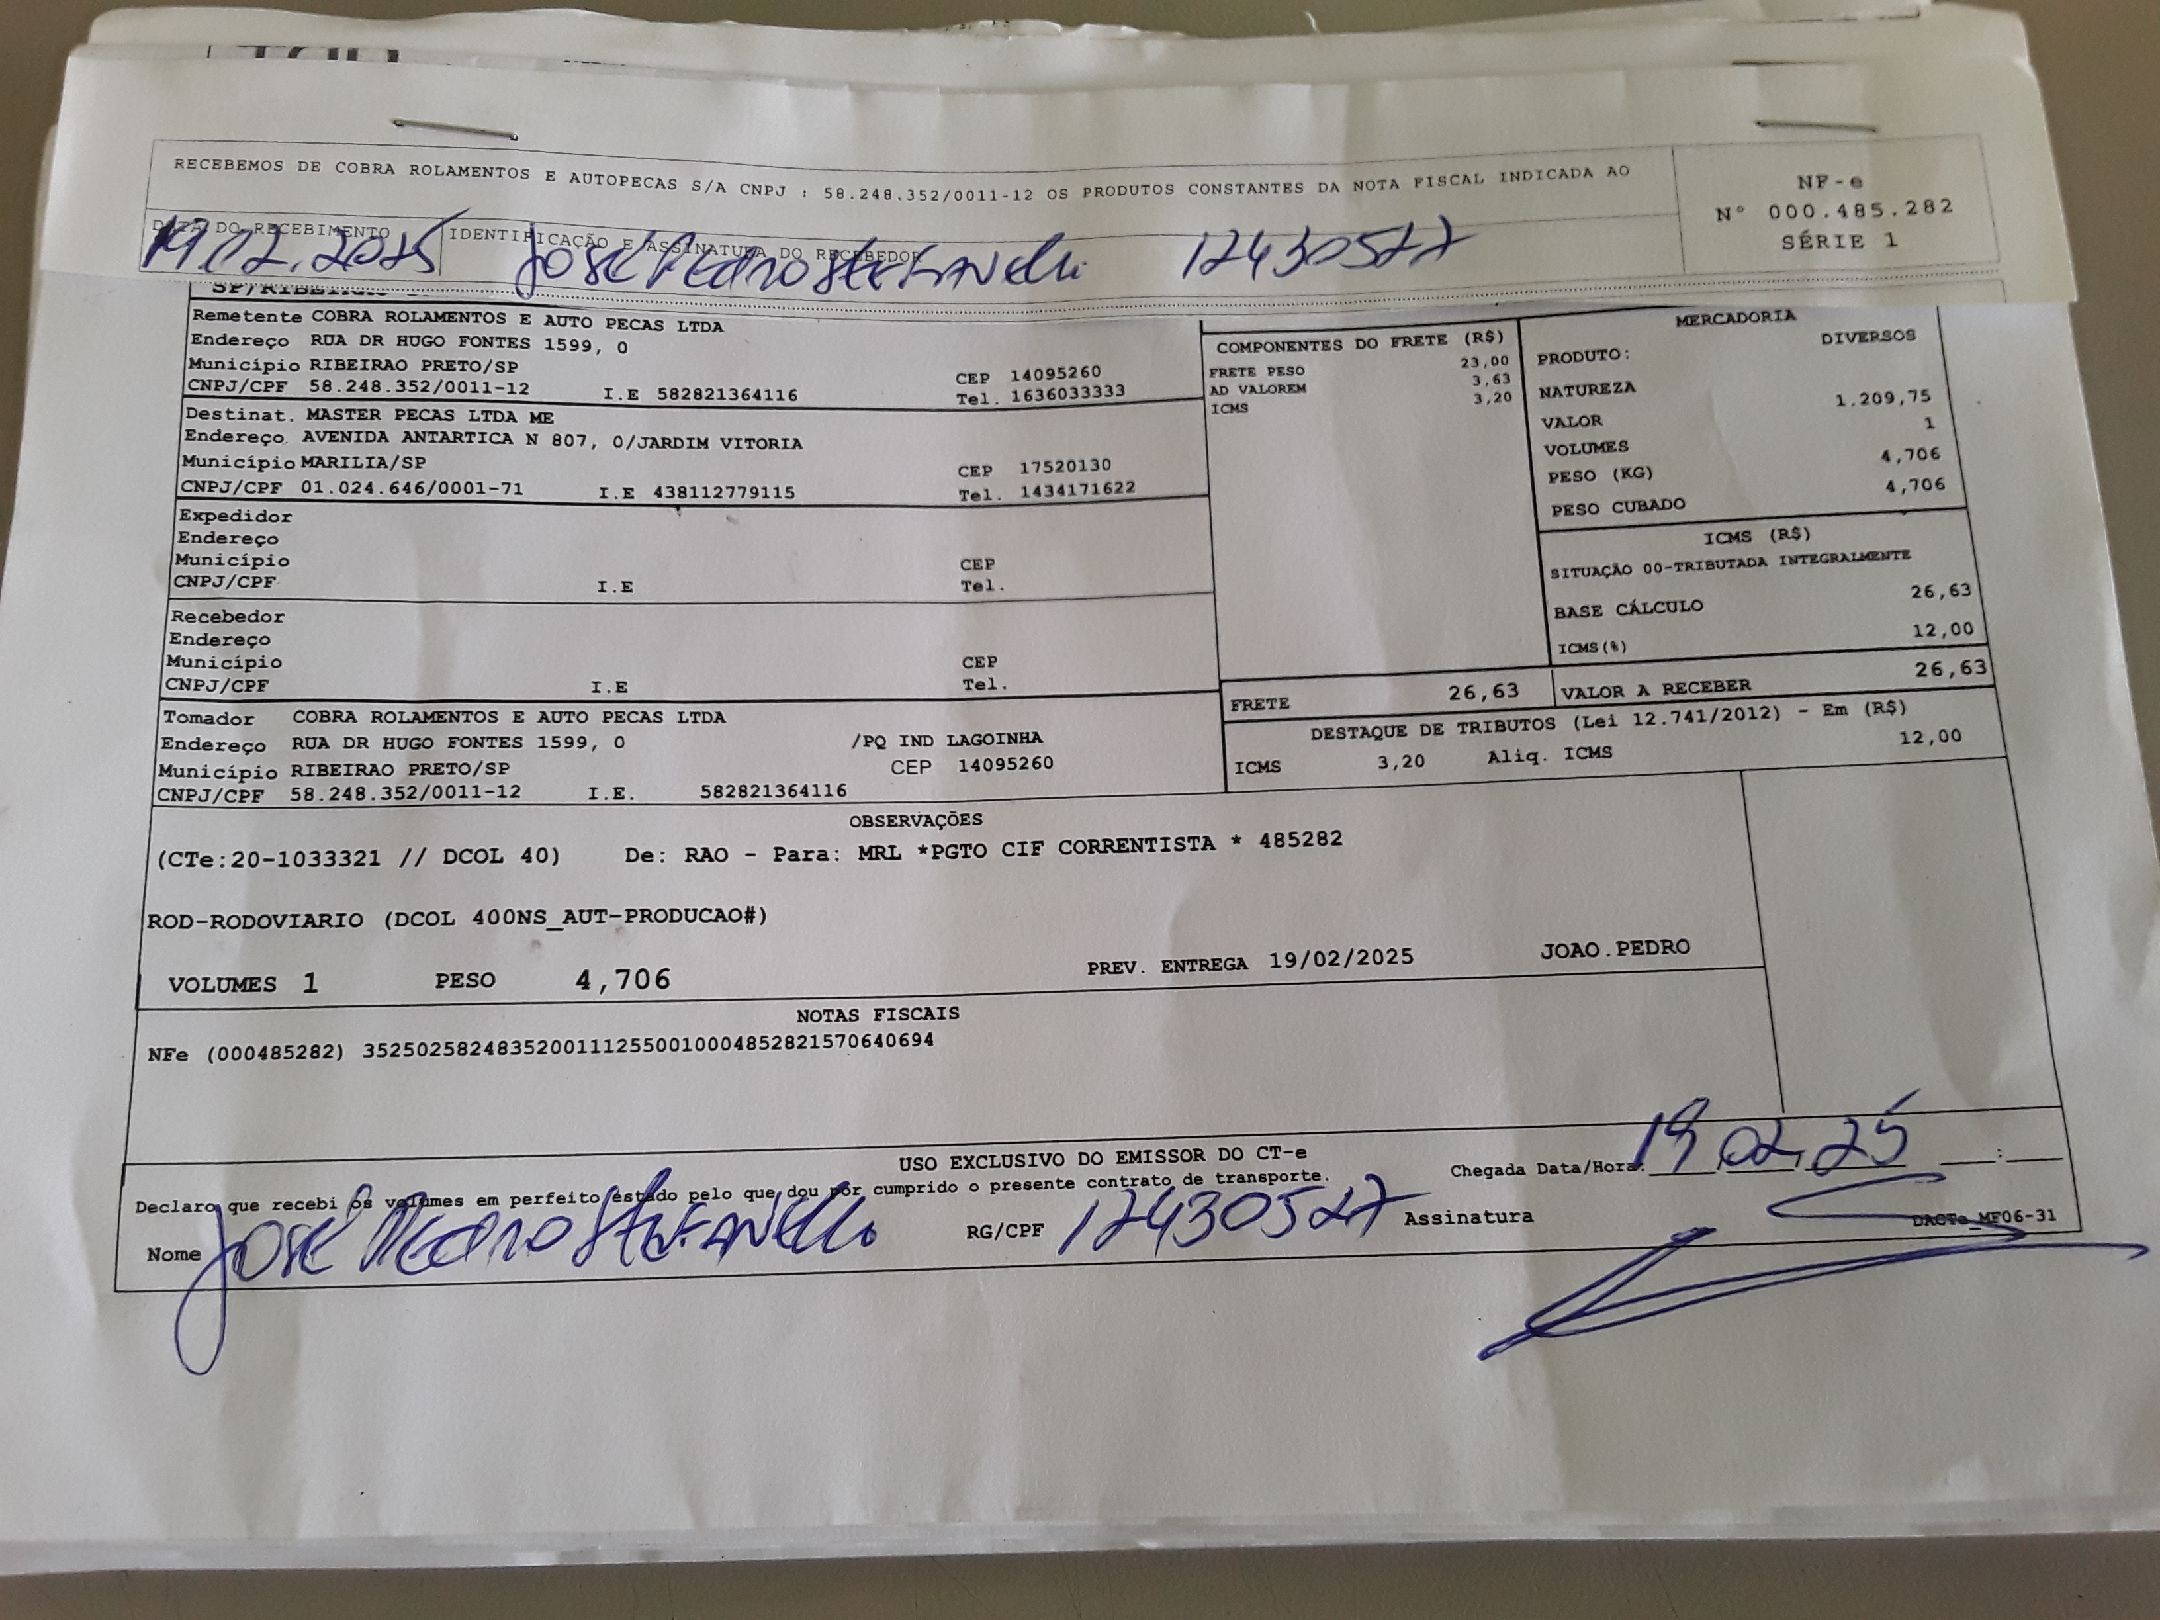 RECEBEMOS DE COBRA ROLAMENTOS E AUTOPECAS S/A CNPJ : 58.248.352/0011-12 OS PRODUTOS CONSTANTES DA NOTA FISCAL INDICADA AO
NF-e
Nº 000.485.282
SÉRIE 1
DATA DO RECEBIMENTO
IDENTIFICAÇÃO E ASSINATURA DO RECEBEDOR
José Pedro Stefanelli 12430527
Remetente COBRA ROLAMENTOS E AUTO PECAS LTDA
Endereço RUA DR HUGO FONTES 1599, 0
Município RIBEIRAO PRETO/SP CEP 14095260
CNPJ/CPF 58.248.352/0011-12 I.E 582821364116 Tel. 1636033333
Destinat. MASTER PECAS LTDA ME
Endereço AVENIDA ANTARTICA N 807, 0/JARDIM VITORIA
Município MARILIA/SP CEP 17520130
CNPJ/CPF 01.024.646/0001-71 I.E 438112779115 Tel. 1434171622
Expedidor
Endereço
Município CEP
CNPJ/CPF I.E Tel.
Recebedor
Endereço
Município CEP
CNPJ/CPF I.E Tel.
Tomador COBRA ROLAMENTOS E AUTO PECAS LTDA
Endereço RUA DR HUGO FONTES 1599, 0 /PQ IND LAGOINHA
Município RIBEIRAO PRETO/SP CEP 14095260
CNPJ/CPF 58.248.352/0011-12 I.E. 582821364116
COMPONENTES DO FRETE (R$)
FRETE PESO 23,00
AD VALOREM 3,63
ICMS 3,20
MERCADORIA
PRODUTO: DIVERSOS
NATUREZA
VALOR 1.209,75
VOLUMES 1
PESO (KG) 4,706
PESO CUBADO 4,706
ICMS (R$)
SITUAÇÃO 00-TRIBUTADA INTEGRALMENTE
BASE CÁLCULO 26,63
ICMS(%) 12,00
FRETE 26,63 VALOR A RECEBER 26,63
DESTAQUE DE TRIBUTOS (Lei 12.741/2012) - Em (R$)
ICMS 3,20 Aliq. ICMS 12,00
OBSERVAÇÕES
(CTe:20-1033321 // DCOL 40) De: RAO - Para: MRL *PGTO CIF CORRENTISTA * 485282
ROD-RODOVIARIO (DCOL 400NS_AUT-PRODUCAO#)
VOLUMES 1 PESO 4,706 PREV. ENTREGA 19/02/2025 JOAO.PEDRO
NOTAS FISCAIS
NFe (000485282) 35250258248352001112550010004852821570640694
USO EXCLUSIVO DO EMISSOR DO CT-e
Declaro que recebi os volumes em perfeito estado pelo que dou por cumprido o presente contrato de transporte.
Chegada Data/Hora: 19 02 25 :
Nome José Pedro Stefanelli RG/CPF 12430527 Assinatura
DACTe_MF06-31